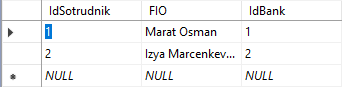 IdSotrudnik FIO IdBank
1 Marat Osman 1
2 Izya Marcenkev... 2
NULL NULL NULL